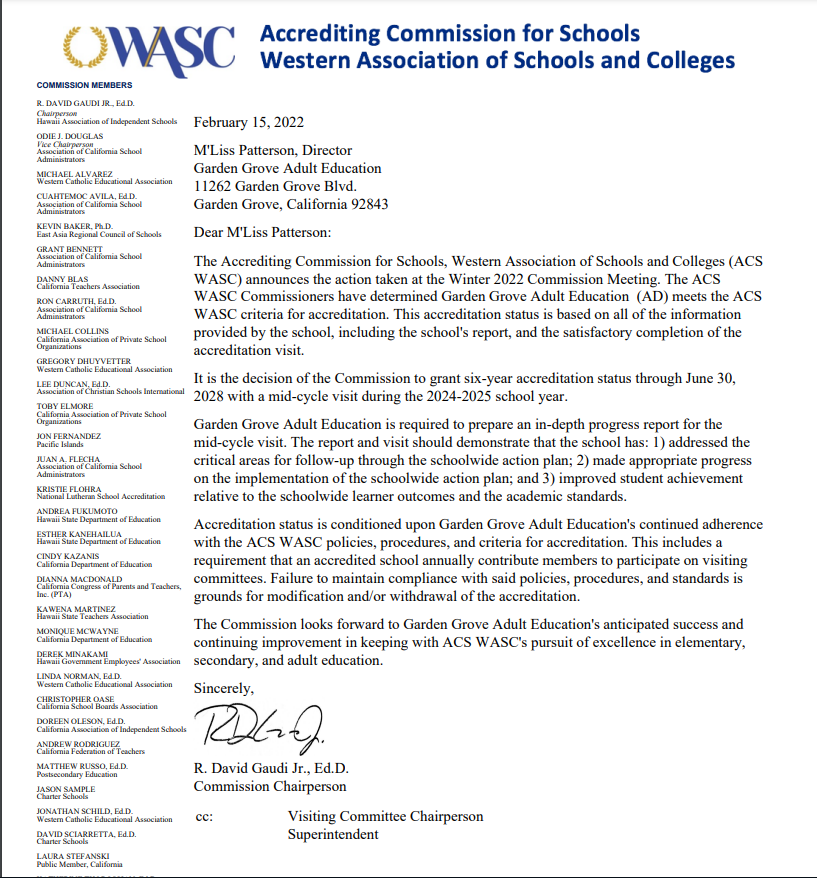 WASC
Accrediting Commission for Schools
Western Association of Schools and Colleges
COMMISSION MEMBERS
R. DAVID GAUDI JR., Ed.D.
Chairperson
Hawaii Association of Independent Schools
ODIE J. DOUGLAS
Vice Chairperson
Association of California School
Administrators
MICHAEL ALVAREZ
Western Catholic Educational Association
CUAHTEMOC AVILA, Ed.D.
Association of California School
Administrators
KEVIN BAKER, Ph.D.
East Asia Regional Council of Schools
GRANT BENNETT
Association of California School
Administrators
DANNY BLAS
California Teachers Association
RON CARRUTH, Ed.D.
Association of California School
Administrators
MICHAEL COLLINS
California Association of Private School
Organizations
GREGORY DHUYVETTER
Western Catholic Educational Association
LEE DUNCAN, Ed.D.
Association of Christian Schools International
TOBY ELMORE
California Association of Private School
Organizations
JON FERNANDEZ
Pacific Islands
JUAN A. FLECHA
Association of California School
Administrators
KRISTIE FLOHRA
National Lutheran School Accreditation
ANDREA FUKUMOTO
Hawaii State Department of Education
ESTHER KANEHAILUA
Hawaii State Department of Education
CINDY KAZANIS
California Department of Education
DIANNA MACDONALD
California Congress of Parents and Teachers,
Inc. (PTA)
KAWENA MARTINEZ
Hawaii State Teachers Association
MONIQUE MCWAYNE
California Department of Education
DEREK MINAKAMI
Hawaii Government Employees' Association
LINDA NORMAN, Ed.D.
Western Catholic Educational Association
CHRISTOPHER OASE
California School Boards Association
DOREEN OLESON, Ed.D.
California Association of Independent Schools
ANDREW RODRIGUEZ
California Federation of Teachers
MATTHEW RUSSO, Ed.D.
Postsecondary Education
JASON SAMPLE
Charter Schools
JONATHAN SCHILD, Ed.D.
Western Catholic Educational Association
DAVID SCIARRETTA, Ed.D.
Charter Schools
LAURA STEFANSKI
Public Member, California
February 15, 2022
M'Liss Patterson, Director
Garden Grove Adult Education
11262 Garden Grove Blvd.
Garden Grove, California 92843
Dear M'Liss Patterson:
The Accrediting Commission for Schools, Western Association of Schools and Colleges (ACS
WASC) announces the action taken at the Winter 2022 Commission Meeting. The ACS
WASC Commissioners have determined Garden Grove Adult Education (AD) meets the ACS
WASC criteria for accreditation. This accreditation status is based on all of the information
provided by the school, including the school's report, and the satisfactory completion of the
accreditation visit.
It is the decision of the Commission to grant six-year accreditation status through June 30,
2028 with a mid-cycle visit during the 2024-2025 school year.
Garden Grove Adult Education is required to prepare an in-depth progress report for the
mid-cycle visit. The report and visit should demonstrate that the school has: 1) addressed the
critical areas for follow-up through the schoolwide action plan; 2) made appropriate progress
on the implementation of the schoolwide action plan; and 3) improved student achievement
relative to the schoolwide learner outcomes and the academic standards.
Accreditation status is conditioned upon Garden Grove Adult Education's continued adherence
with the ACS WASC policies, procedures, and criteria for accreditation. This includes a
requirement that an accredited school annually contribute members to participate on visiting
committees. Failure to maintain compliance with said policies, procedures, and standards is
grounds for modification and/or withdrawal of the accreditation.
The Commission looks forward to Garden Grove Adult Education's anticipated success and
continuing improvement in keeping with ACS WASC's pursuit of excellence in elementary,
secondary, and adult education.
Sincerely,
R. David Gaudi Jr., Ed.D.
Commission Chairperson
cc: Visiting Committee Chairperson
Superintendent